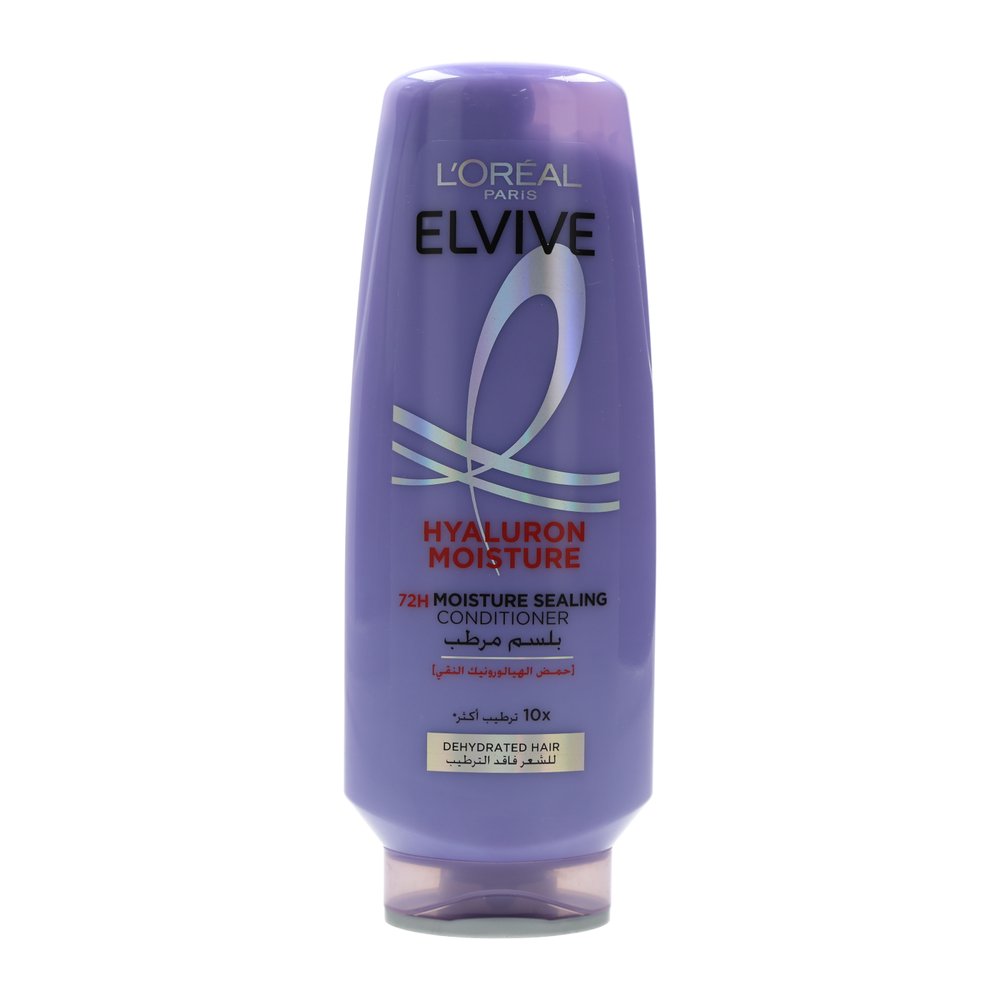 L'ORÉAL
PARIS
ELVIVE
HYALURON
MOISTURE
72H MOISTURE SEALING
CONDITIONER
بلسم مرطب
[حمض الهيالورونيك النقي]
10x ترطيب أكثر*
DEHYDRATED HAIR
للشعر فاقد الترطيب